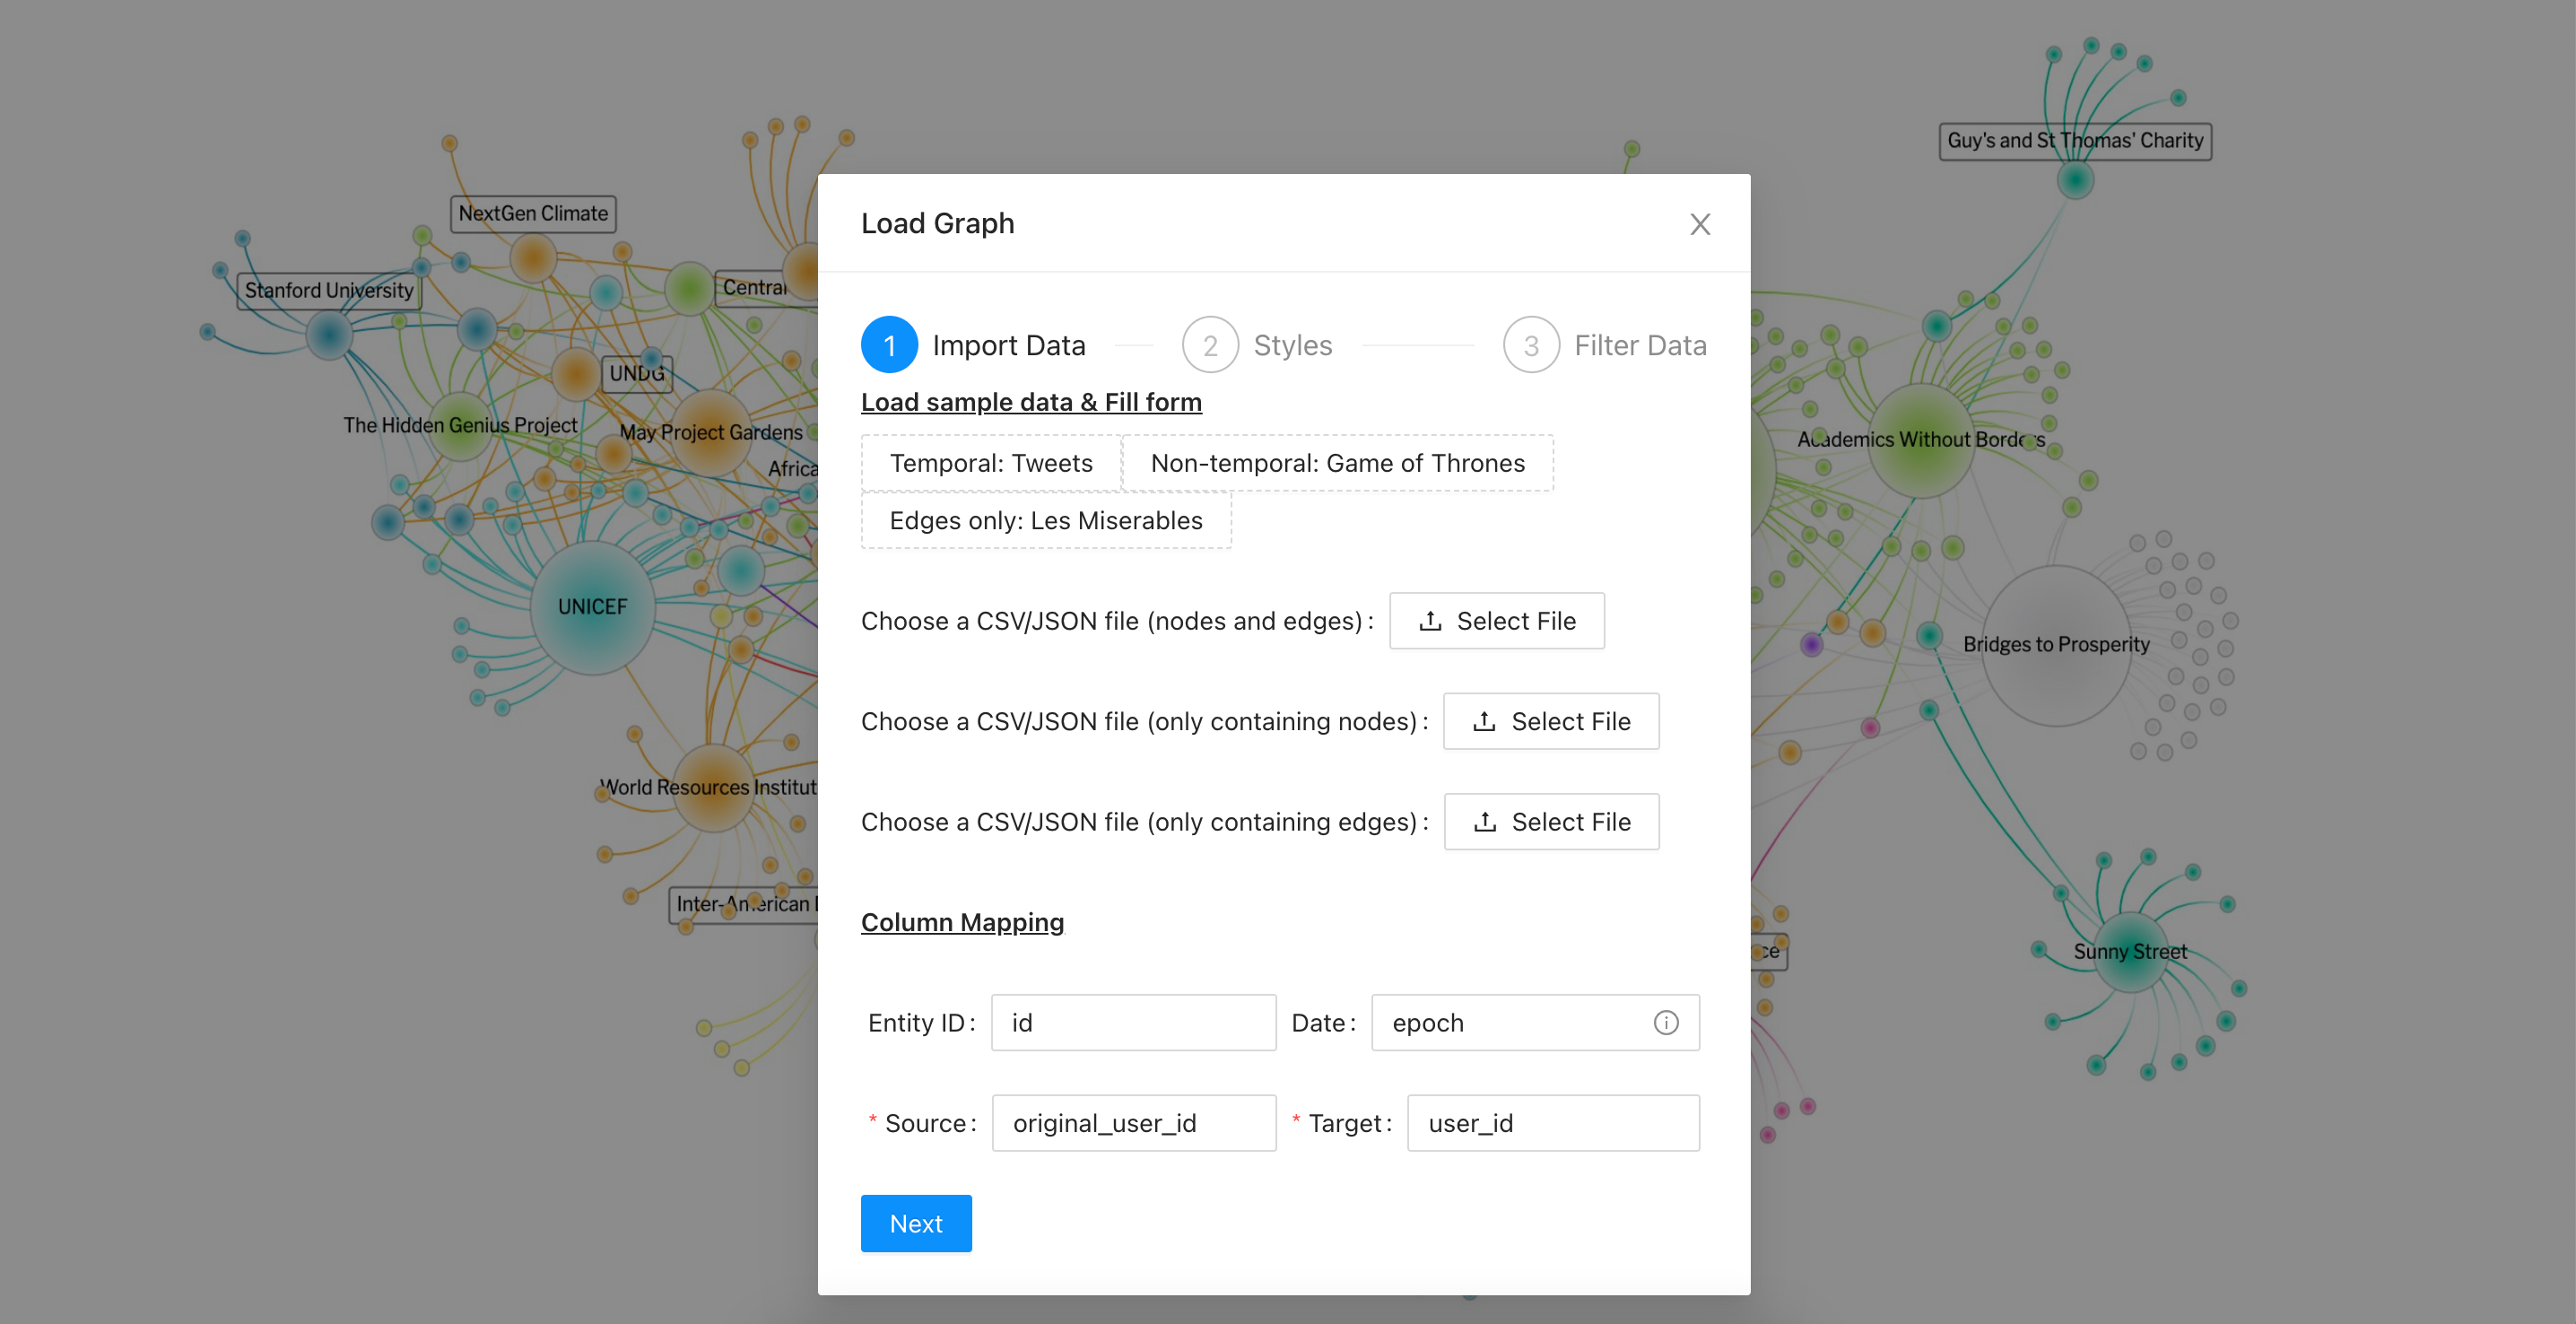 Guy's and St Thomas' Charity
NextGen Climate
Stanford University
Central
UNDG
The Hidden Genius Project
May Project Gardens
Africa
UNICEF
World Resources Institut
Inter-American
Load Graph
1 Import Data
2 Styles
3 Filter Data
Load sample data & Fill form
Temporal: Tweets
Non-temporal: Game of Thrones
Edges only: Les Miserables
Choose a CSV/JSON file (nodes and edges) : Select File
Choose a CSV/JSON file (only containing nodes) : Select File
Choose a CSV/JSON file (only containing edges) : Select File
Column Mapping
Entity ID : id Date : epoch
* Source : original_user_id * Target : user_id
Next
Academics Without Borders
Bridges to Prosperity
ce
Sunny Street